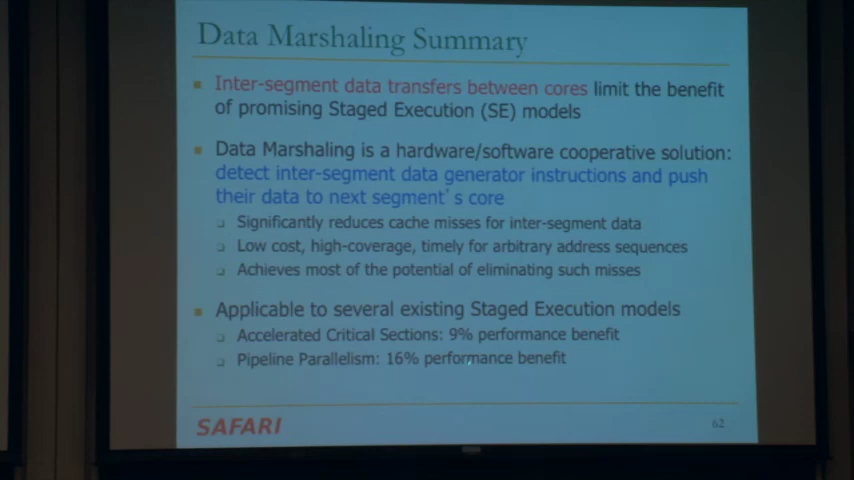 Data Marshaling Summary
Inter-segment data transfers between cores limit the benefit
of promising Staged Execution (SE) models
Data Marshaling is a hardware/software cooperative solution:
detect inter-segment data generator instructions and push
their data to next segment's core
Significantly reduces cache misses for inter-segment data
Low cost, high-coverage, timely for arbitrary address sequences
Achieves most of the potential of eliminating such misses
Applicable to several existing Staged Execution models
Accelerated Critical Sections: 9% performance benefit
Pipeline Parallelism: 16% performance benefit
SAFARI
62